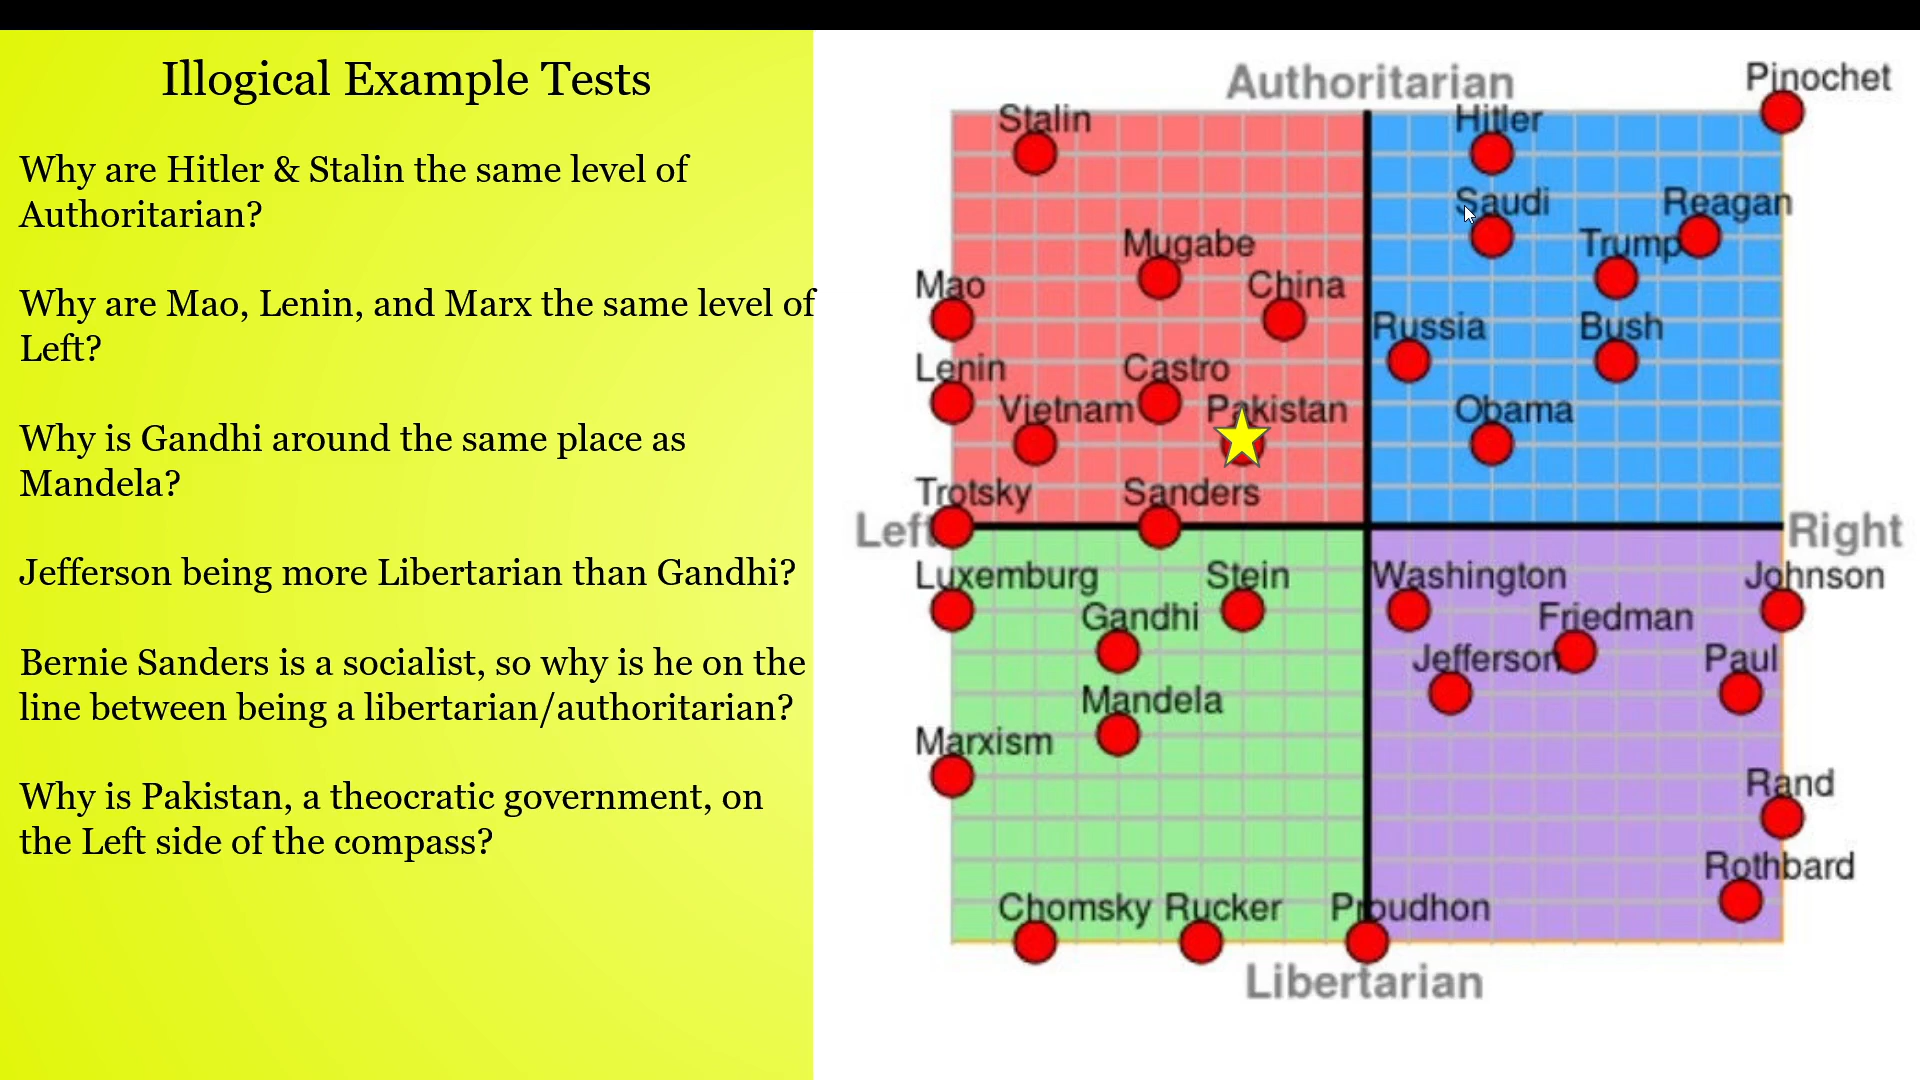 Illogical Example Tests
Why are Hitler & Stalin the same level of
Authoritarian?
Why are Mao, Lenin, and Marx the same level of
Left?
Why is Gandhi around the same place as
Mandela?
Jefferson being more Libertarian than Gandhi?
Bernie Sanders is a socialist, so why is he on the
line between being a libertarian/authoritarian?
Why is Pakistan, a theocratic government, on
the Left side of the compass?
Authoritarian
Pinochet
Stalin
Hitler
Saudi
Reagan
Mugabe
Trump
Mao
China
Russia
Bush
Lenin
Castro
Vietnam
Pakistan
Obama
Trotsky
Sanders
Left
Right
Luxemburg
Stein
Washington
Johnson
Gandhi
Friedman
Jefferson
Paul
Mandela
Marxism
Rand
Rothbard
Chomsky
Rucker
Proudhon
Libertarian